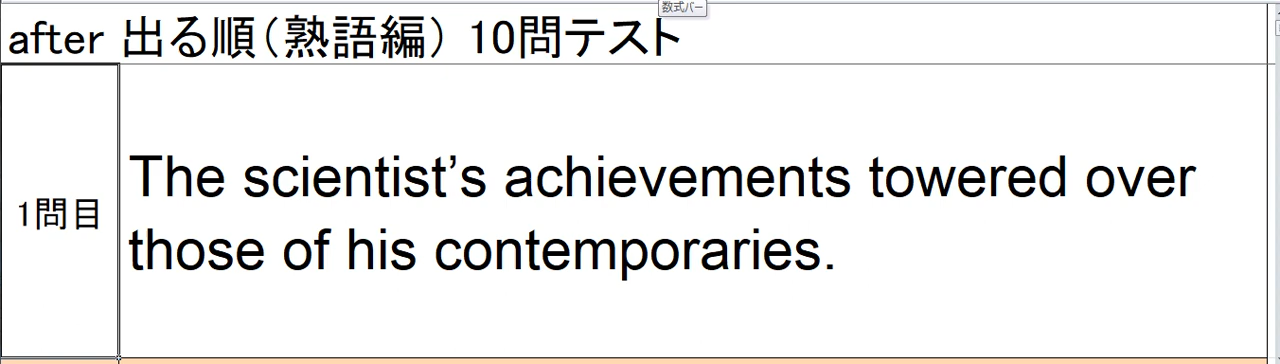 数式バー
after 出る順（熟語編） 10問テスト
1問目
The scientist’s achievements towered over
those of his contemporaries.